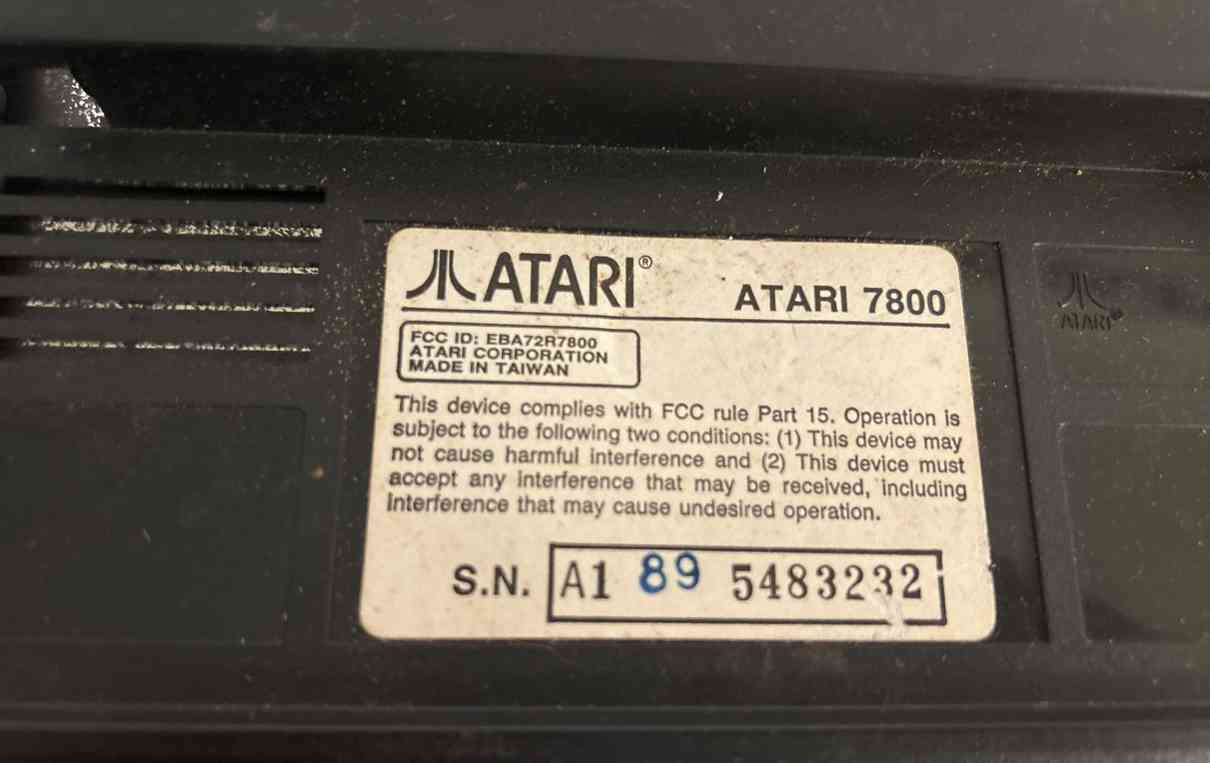 ATARI® ATARI 7800
FCC ID: EBA72R7800
ATARI CORPORATION
MADE IN TAIWAN
This device complies with FCC rule Part 15. Operation is
subject to the following two conditions: (1) This device may
not cause harmful interference and (2) This device must
accept any interference that may be received, including
interference that may cause undesired operation.
S.N. A1 89 5483232
ATARI®